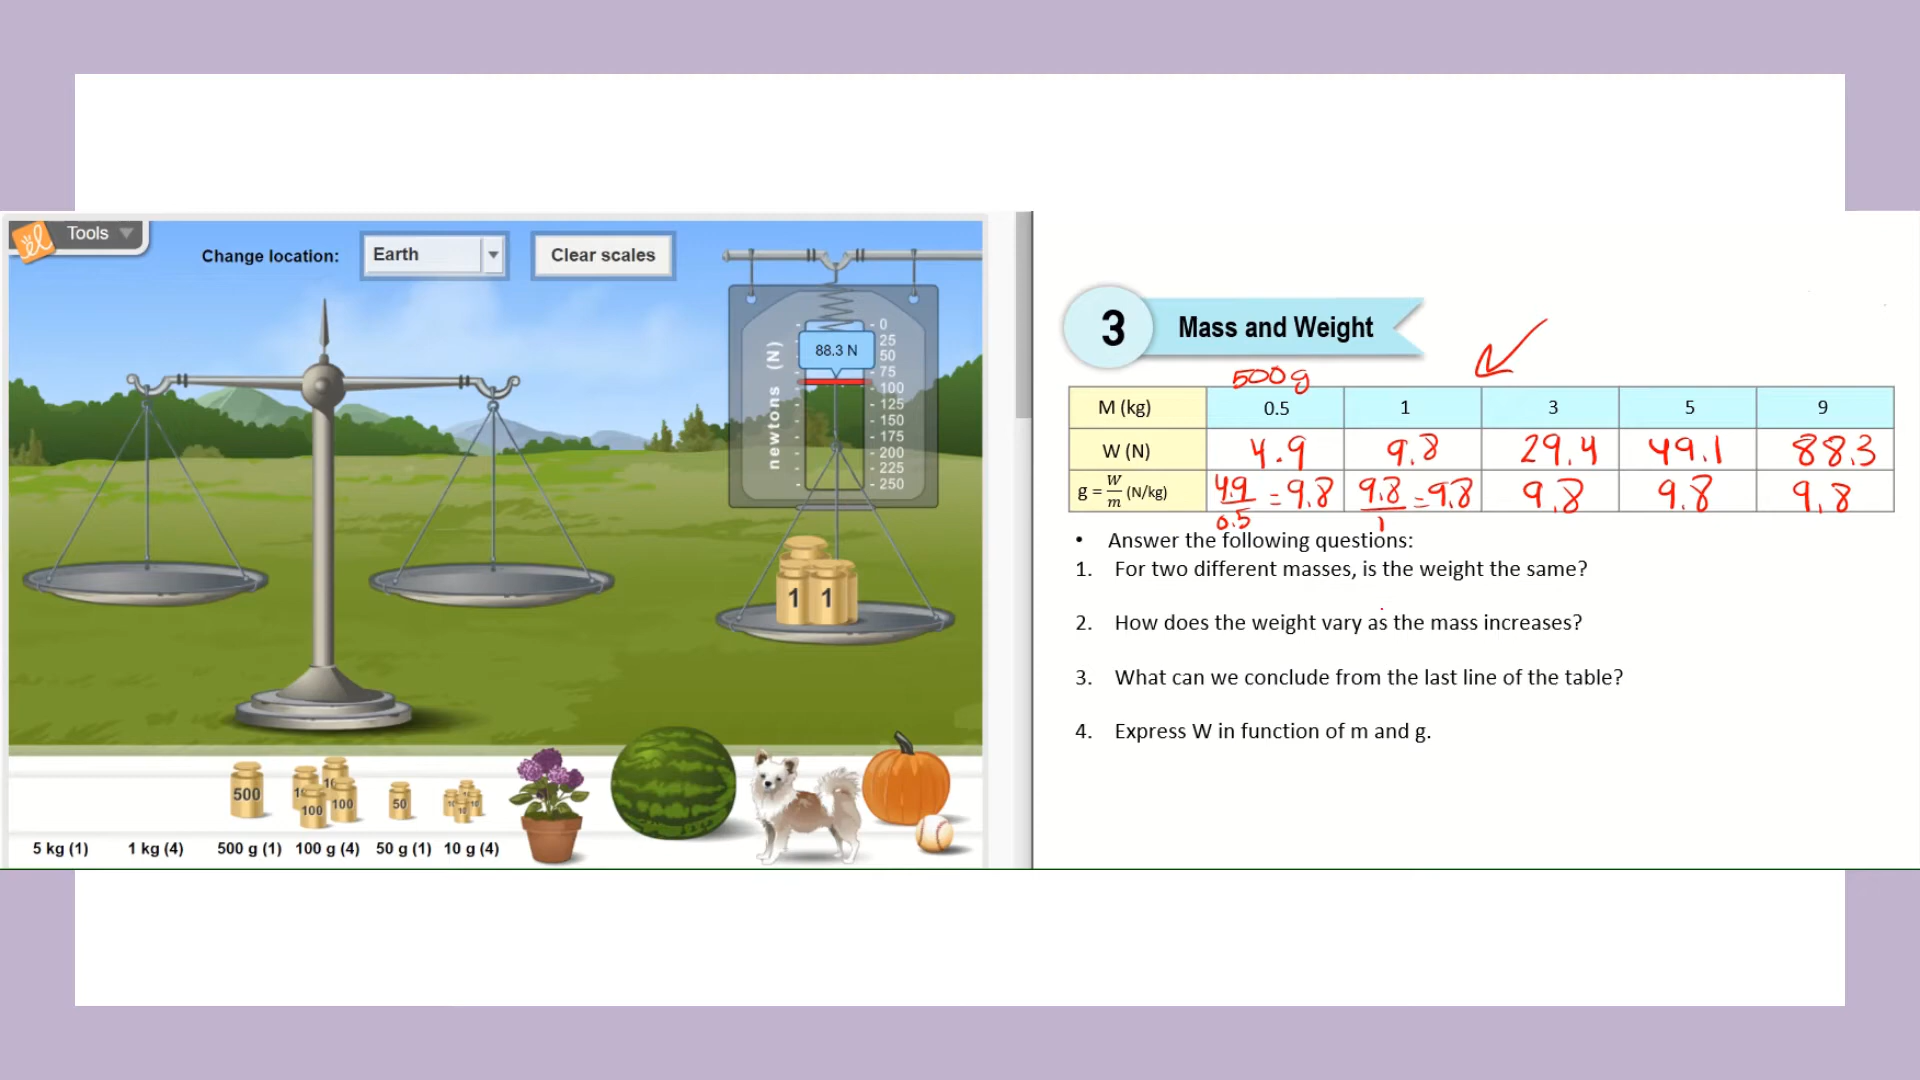 Tools
Change location:
Earth
Clear scales
newtons (N)
88.3 N
0
25
50
75
100
125
150
175
200
225
250
1 1
500
100
100
50
5 kg (1) 1 kg (4) 500 g (1) 100 g (4) 50 g (1) 10 g (4)
3 Mass and Weight
500g
M (kg) 0.5 1 3 5 9
W (N) 4.9 9.8 29.4 49.1 88.3
g = W/m (N/kg) 4.9/0.5 = 9.8 9.8/1 = 9.8 9.8 9.8 9.8
• Answer the following questions:
1. For two different masses, is the weight the same?
2. How does the weight vary as the mass increases?
3. What can we conclude from the last line of the table?
4. Express W in function of m and g.